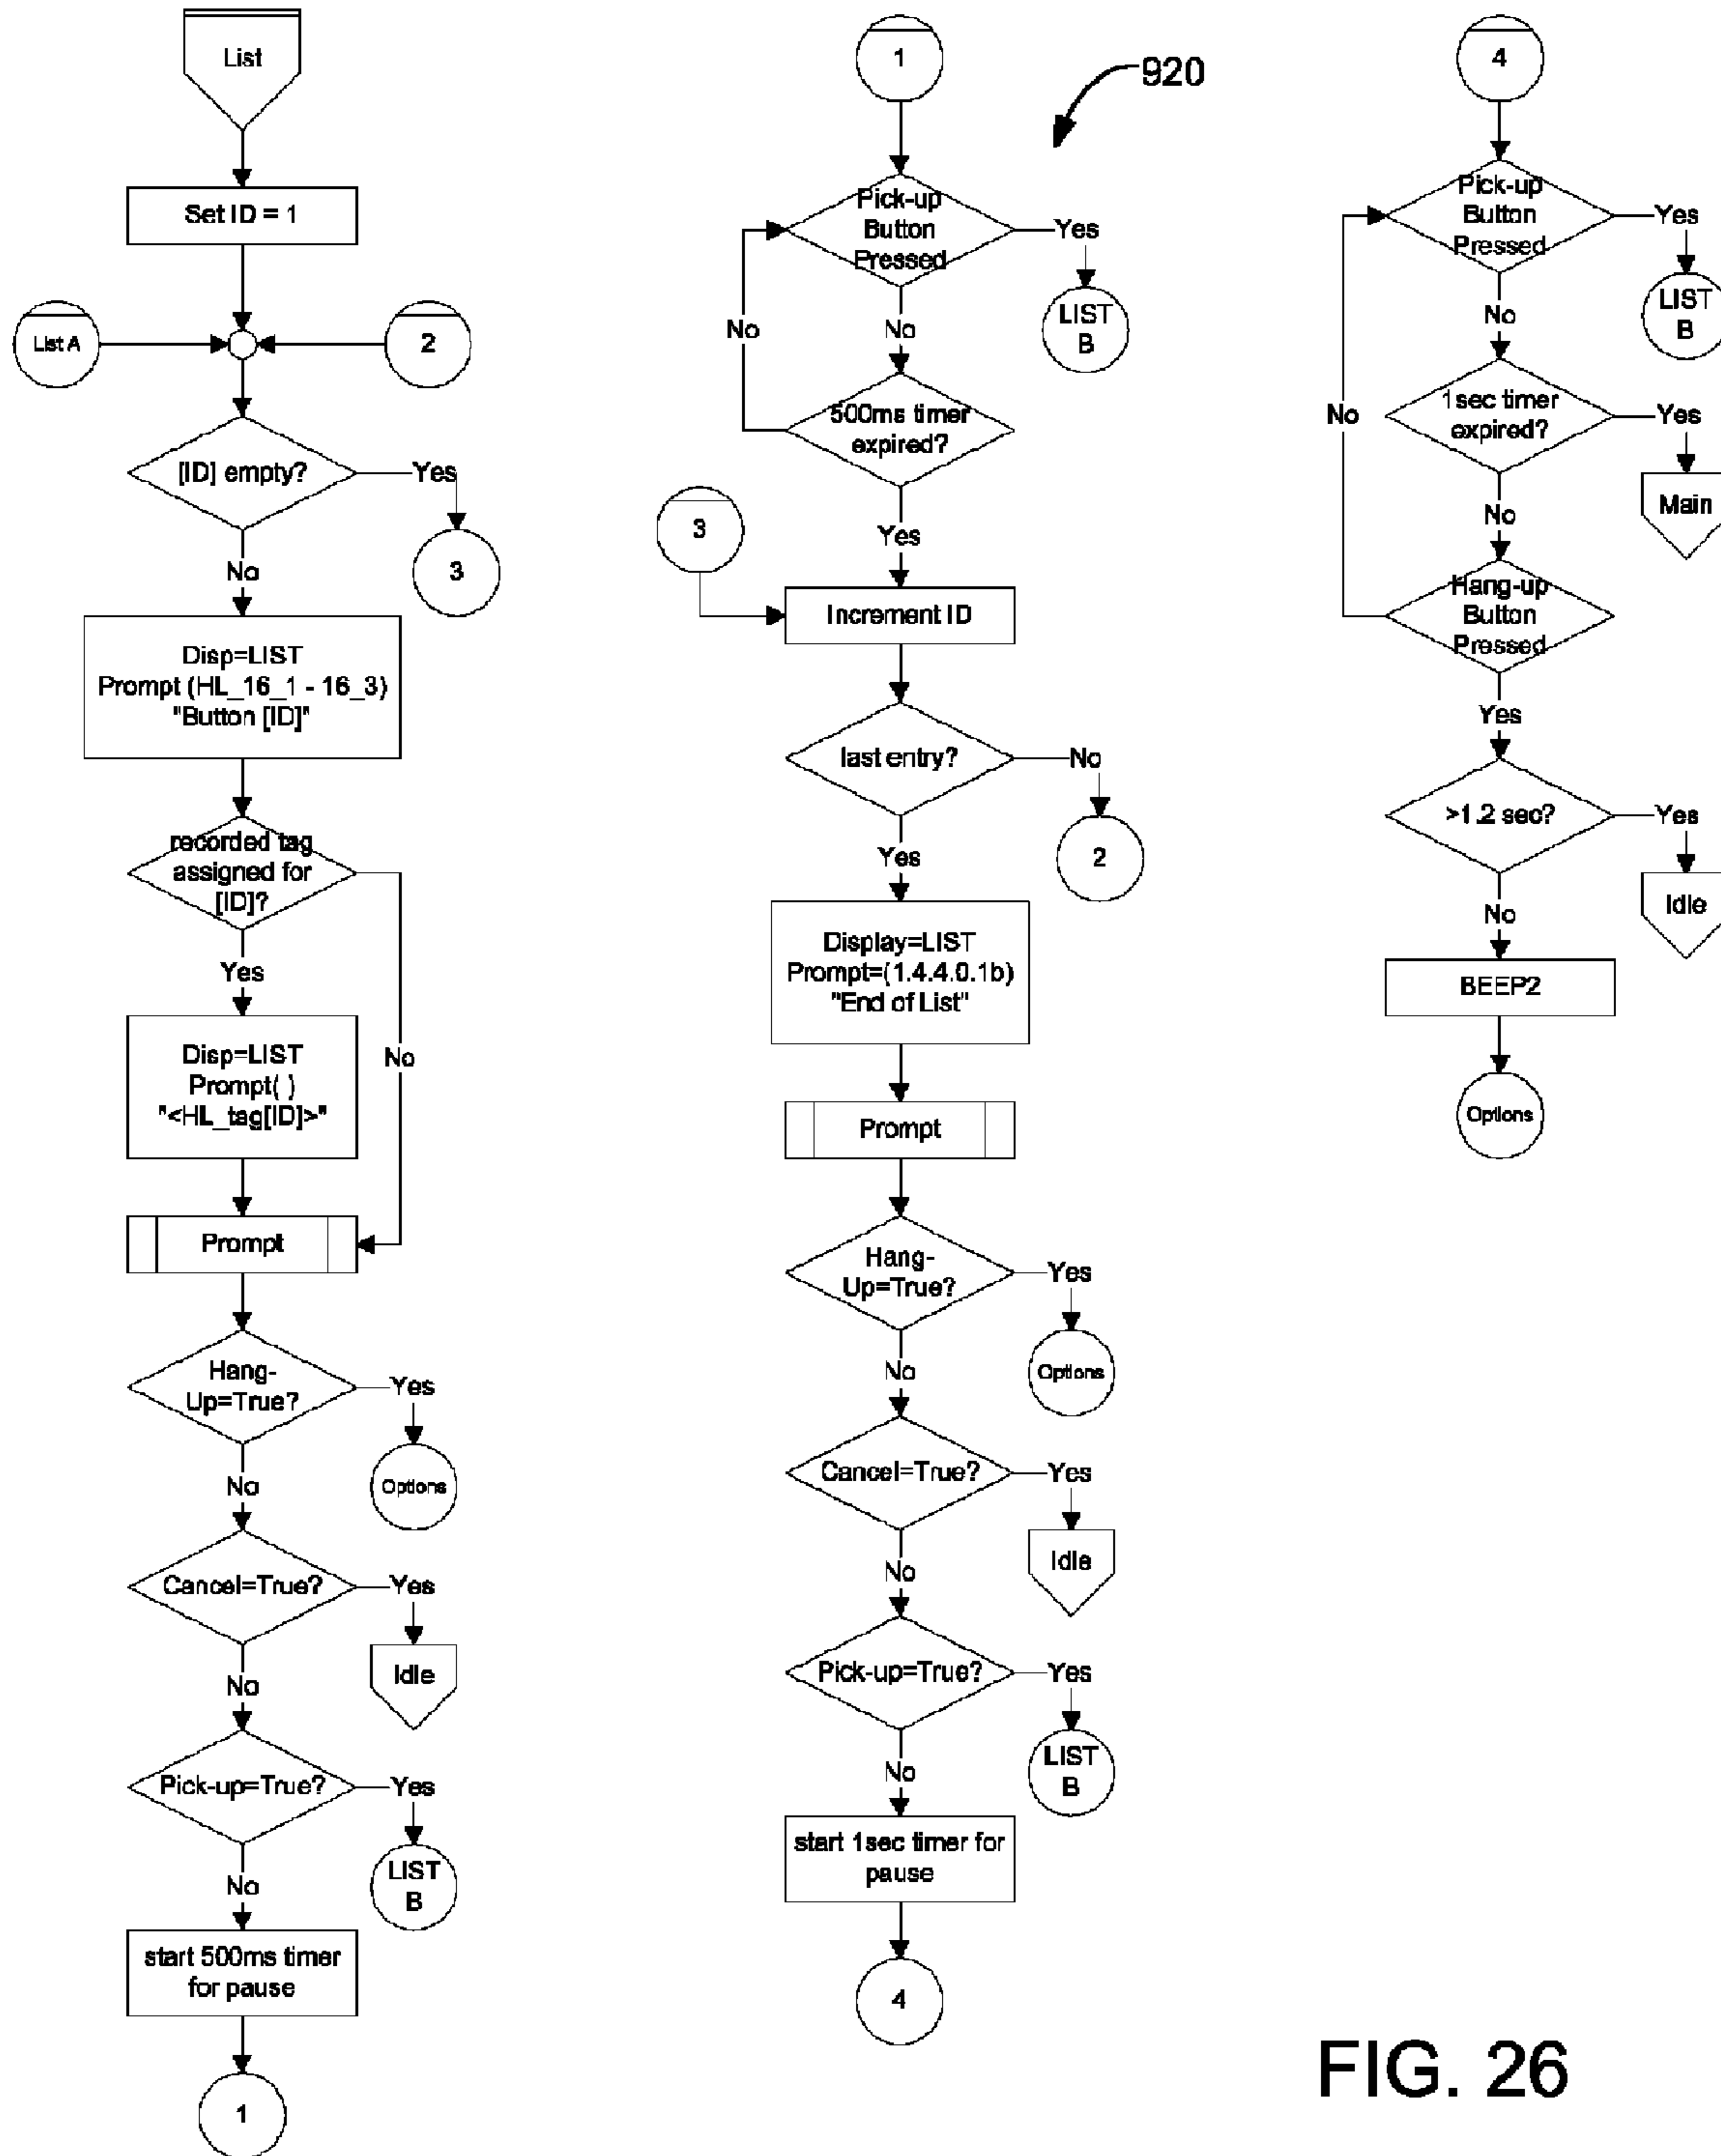 List
Set ID = 1
List A
2
[ID] empty?
Yes
3
No
Disp=LIST
Prompt (HL_16_1 - 16_3)
"Button [ID]"
recorded tag
assigned for
[ID]?
Yes
No
Disp=LIST
Prompt( )
"<HL_tag[ID]>"
Prompt
Hang-
Up=True?
Yes
Options
No
Cancel=True?
Yes
Idle
No
Pick-up=True?
Yes
LIST
B
No
start 500ms timer
for pause
1
1
920
Pick-up
Button
Pressed
Yes
LIST
B
No
No
500ms timer
expired?
3
Yes
Increment ID
last entry?
No
2
Yes
Display=LIST
Prompt=(1.4.4.0.1b)
"End of List"
Prompt
Hang-
Up=True?
Yes
Options
No
Cancel=True?
Yes
Idle
No
Pick-up=True?
Yes
LIST
B
No
start 1sec timer for
pause
4
4
Pick-up
Button
Pressed
Yes
LIST
B
No
No
1sec timer
expired?
Yes
Main
No
Hang-up
Button
Pressed
Yes
>1.2 sec?
Yes
Idle
No
BEEP2
Options
FIG. 26